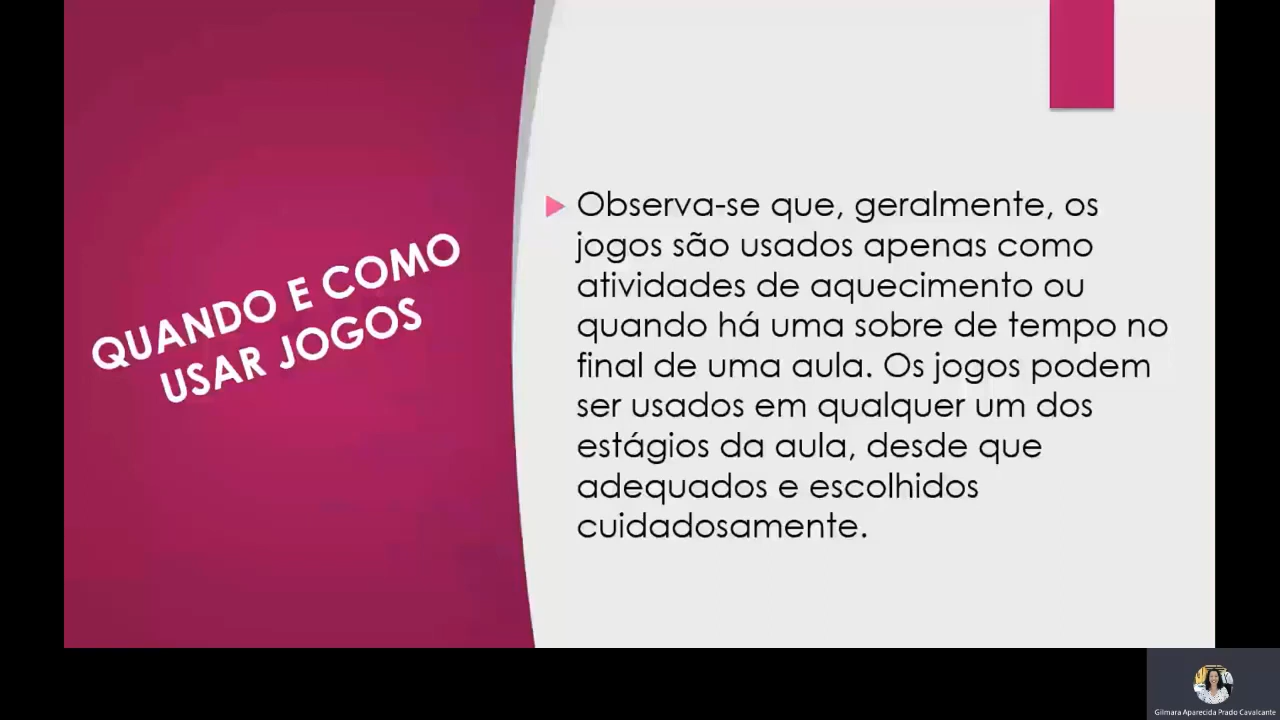 QUANDO E COMO
USAR JOGOS
Observa-se que, geralmente, os
jogos são usados apenas como
atividades de aquecimento ou
quando há uma sobre de tempo no
final de uma aula. Os jogos podem
ser usados em qualquer um dos
estágios da aula, desde que
adequados e escolhidos
cuidadosamente.
Gilmara Aparecida Prado Cavalcante